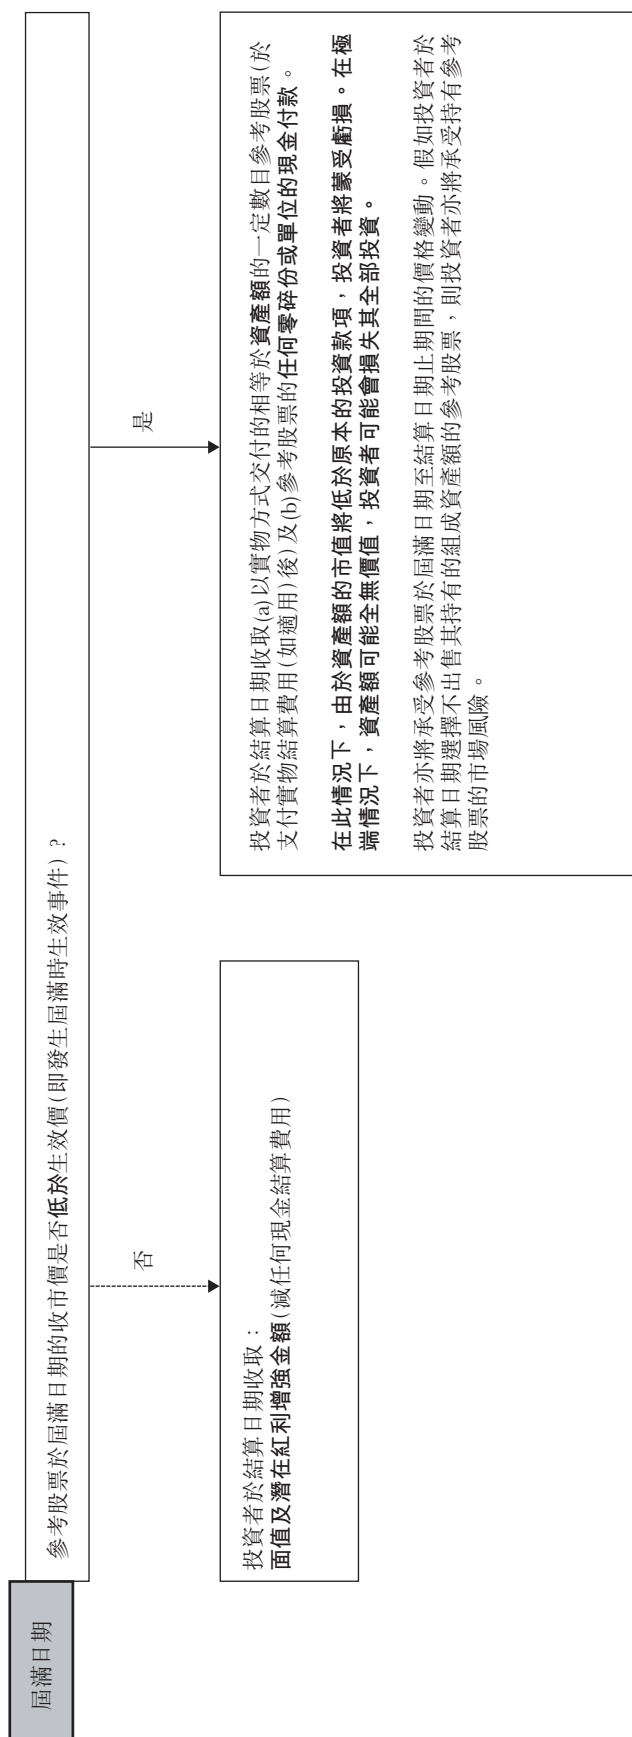 屆滿日期
參考股票於屆滿日期的收市價是否低於生效價(即發生屆滿時生效事件)?
否
是
投資者於結算日期收取：
面值及潛在紅利增強金額(減任何現金結算費用)
投資者於結算日期收取(a)以實物方式交付的相等於資產額的一定數目參考股票(於
支付實物結算費用(如適用)後)及(b)參考股票的任何零碎份或單位的現金付款。
在此情況下，由於資產額的市值將低於原本的投資款項，投資者將蒙受虧損。在極
端情況下，資產額可能全無價值，投資者可能會損失其全部投資。
投資者亦將承受參考股票於屆滿日期至結算日期止期間的價格變動。假如投資者於
結算日期選擇不出售其持有的組成資產額的參考股票，則投資者亦將承受持有參考
股票的市場風險。